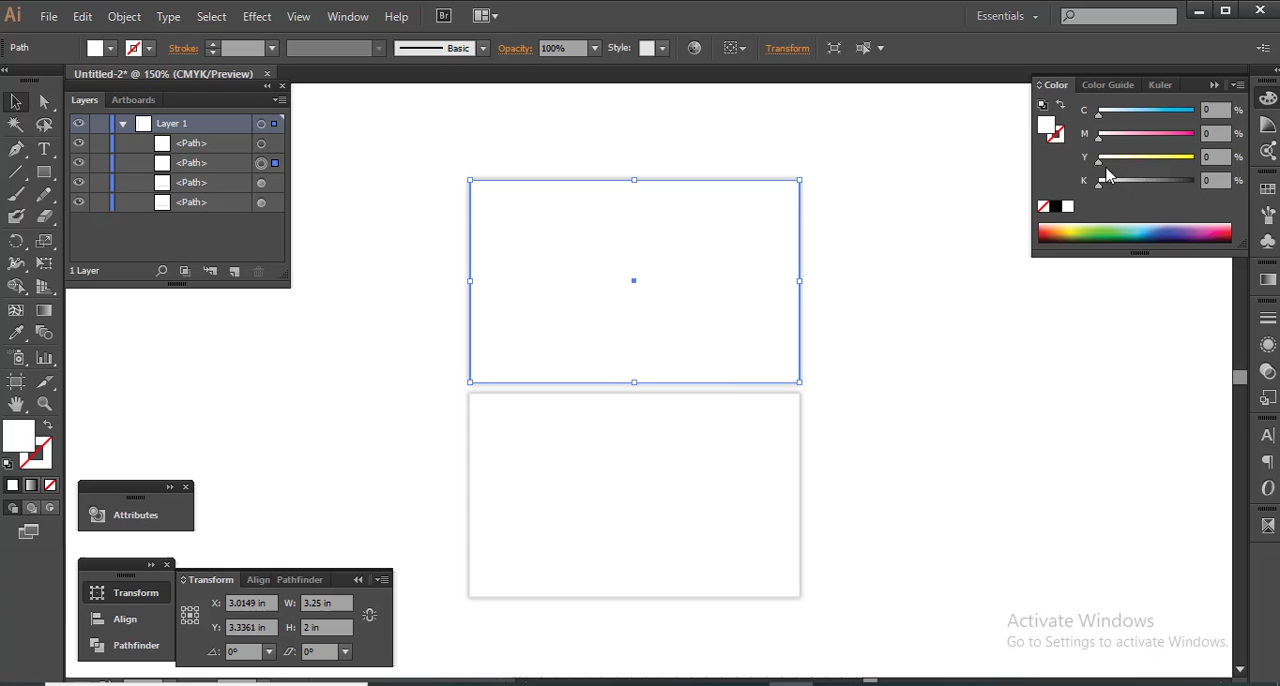 Ai File Edit Object Type Select Effect View Window Help Br Essentials
Path Stroke: Basic Opacity: 100% Style: Transform
Untitled-2* @ 150% (CMYK/Preview) ×
Layers Artboards
Layer 1
<Path>
<Path>
<Path>
<Path>
1 Layer
Color Color Guide Kuler
C 0 %
M 0 %
Y 0 %
K 0 %
Attributes
Transform
Align
Pathfinder
Transform Align Pathfinder
X: 3.0149 in W: 3.25 in
Y: 3.3361 in H: 2 in
0° 0°
Activate Windows
Go to Settings to activate Windows.